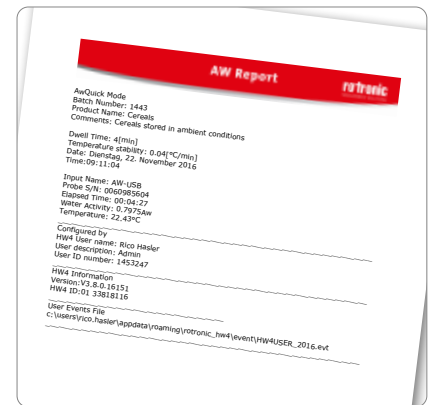 AW Report
rotronic
AwQuick Mode
Batch Number: 1443
Product Name: Cereals
Comments: Cereals stored in ambient conditions
Dwell Time: 4[min]
Temperature stability: 0.04[°C/min]
Date: Dienstag, 22. November 2016
Time:09:11:04
Input Name: AW-USB
Probe S/N: 0060985604
Elapsed Time: 00:04:27
Water Activity: 0,7975Aw
Temperature: 22,43°C
Configured by
HW4 User name: Rico Hasler
User description: Admin
User ID number: 1453247
HW4 Information
Version:V3.8-0.16151
HW4 ID:01 33818116
User Events File
c:\users\rico.hasler\appdata\roaming\rotronic_hw4\event\HW4USER_2016.evt